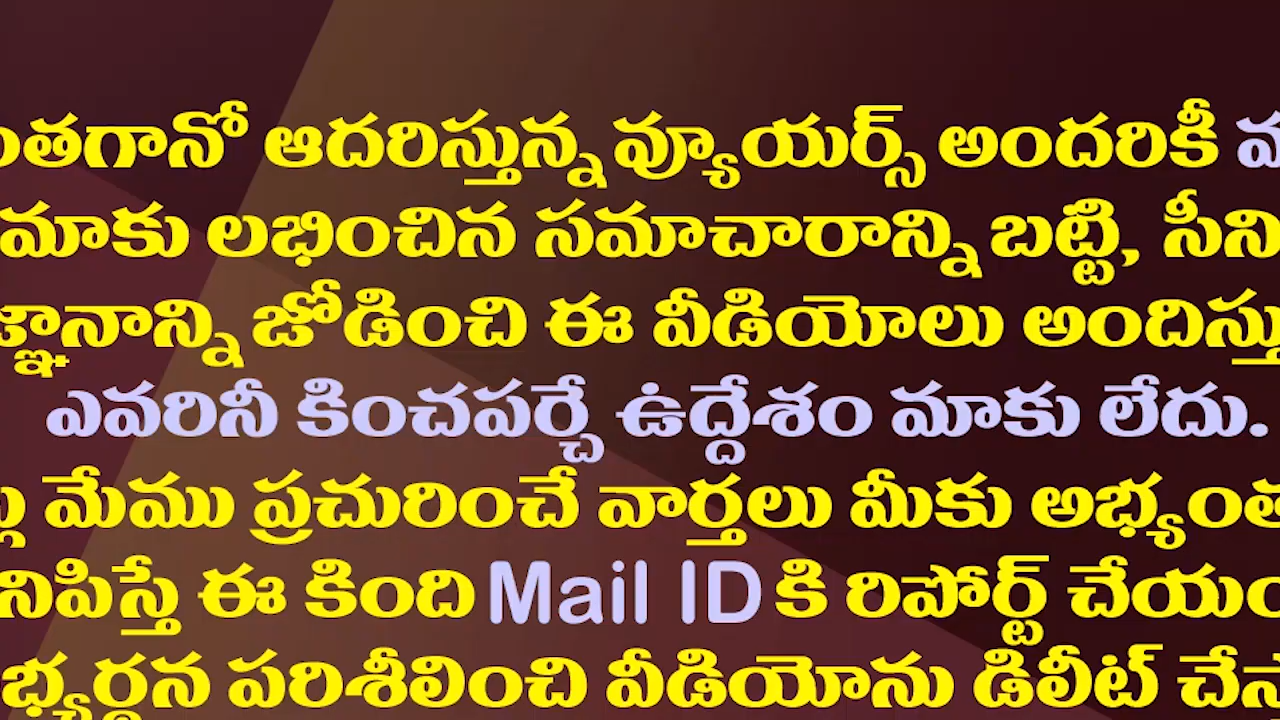 ంతగానో ఆదరిస్తున్న వ్యూయర్స్ అందరికీ
మాకు లభించిన సమాచారాన్ని బట్టి, సీని
జ్ఞానాన్ని జోడించి ఈ వీడియోలు అందిస్తు
ఎవరినీ కించపర్చే ఉద్దేశం మాకు లేదు.
మేము ప్రచురించే వార్తలు మీకు అభ్యంత
నిపిస్తే ఈ కింది Mail ID కి రిపోర్ట్ చేయం
భ్యర్థన పరిశీలించి వీడియోను డిలీట్ చేస